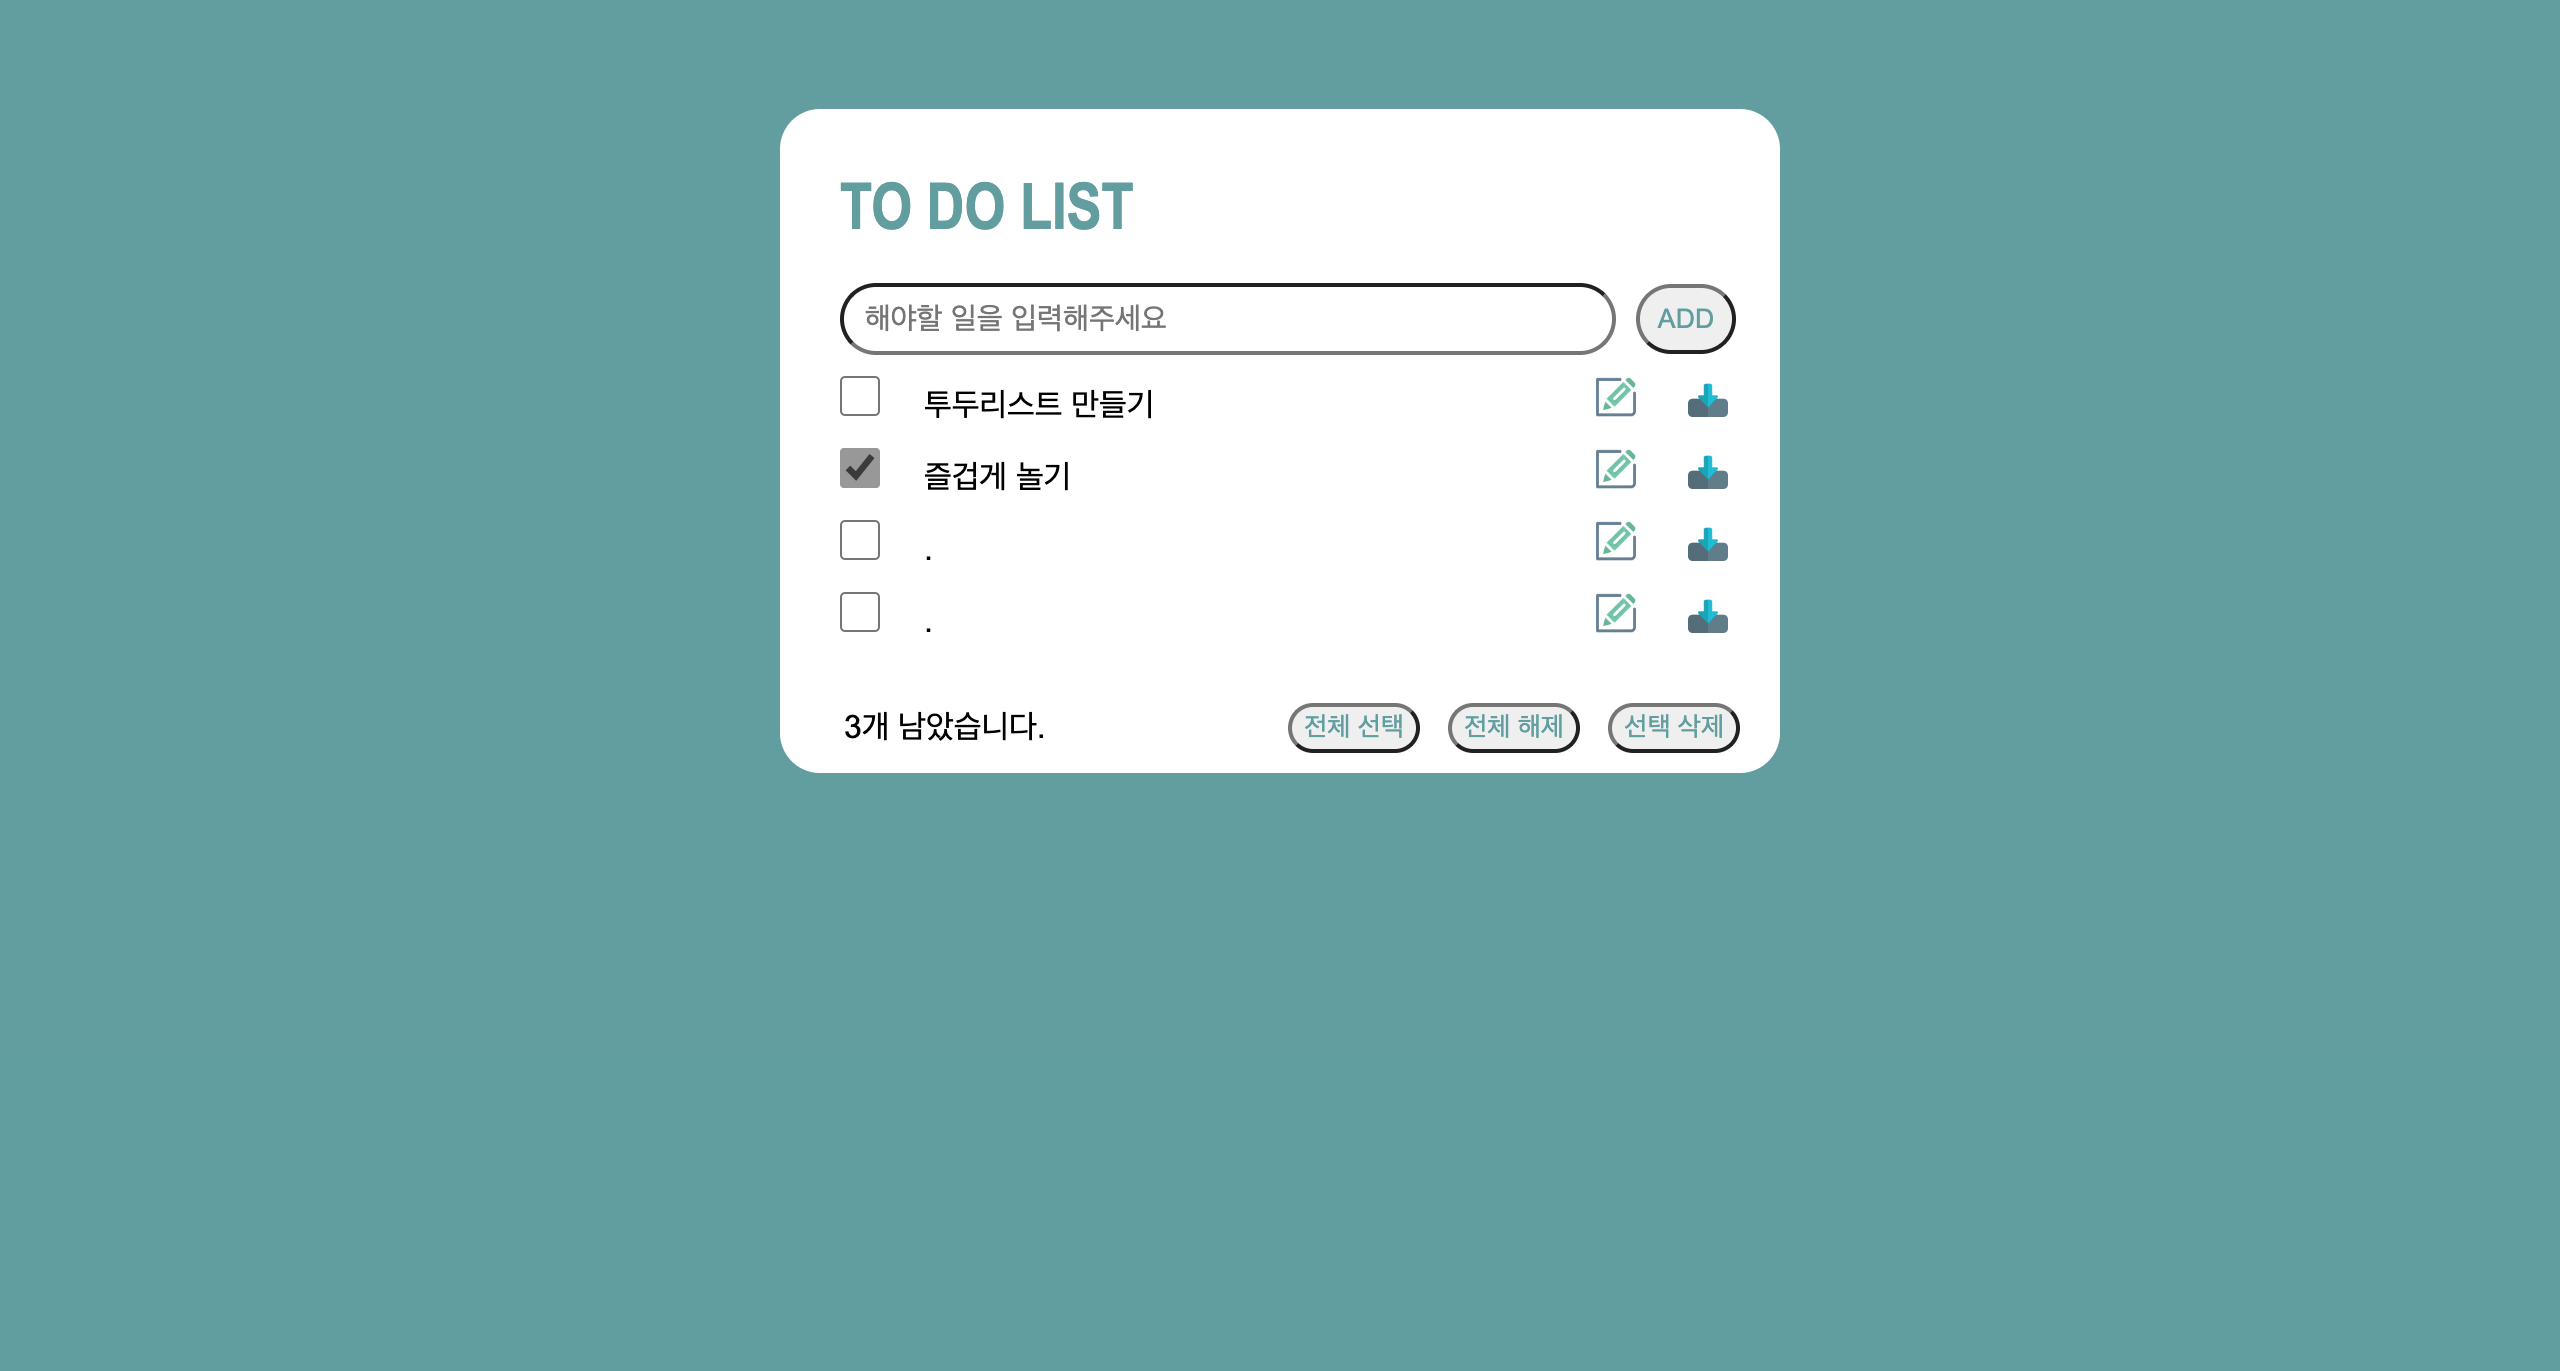 TO DO LIST
해야할 일을 입력해주세요 ADD
투두리스트 만들기
즐겁게 놀기
.
.
3개 남았습니다. 전체 선택 전체 해제 선택 삭제